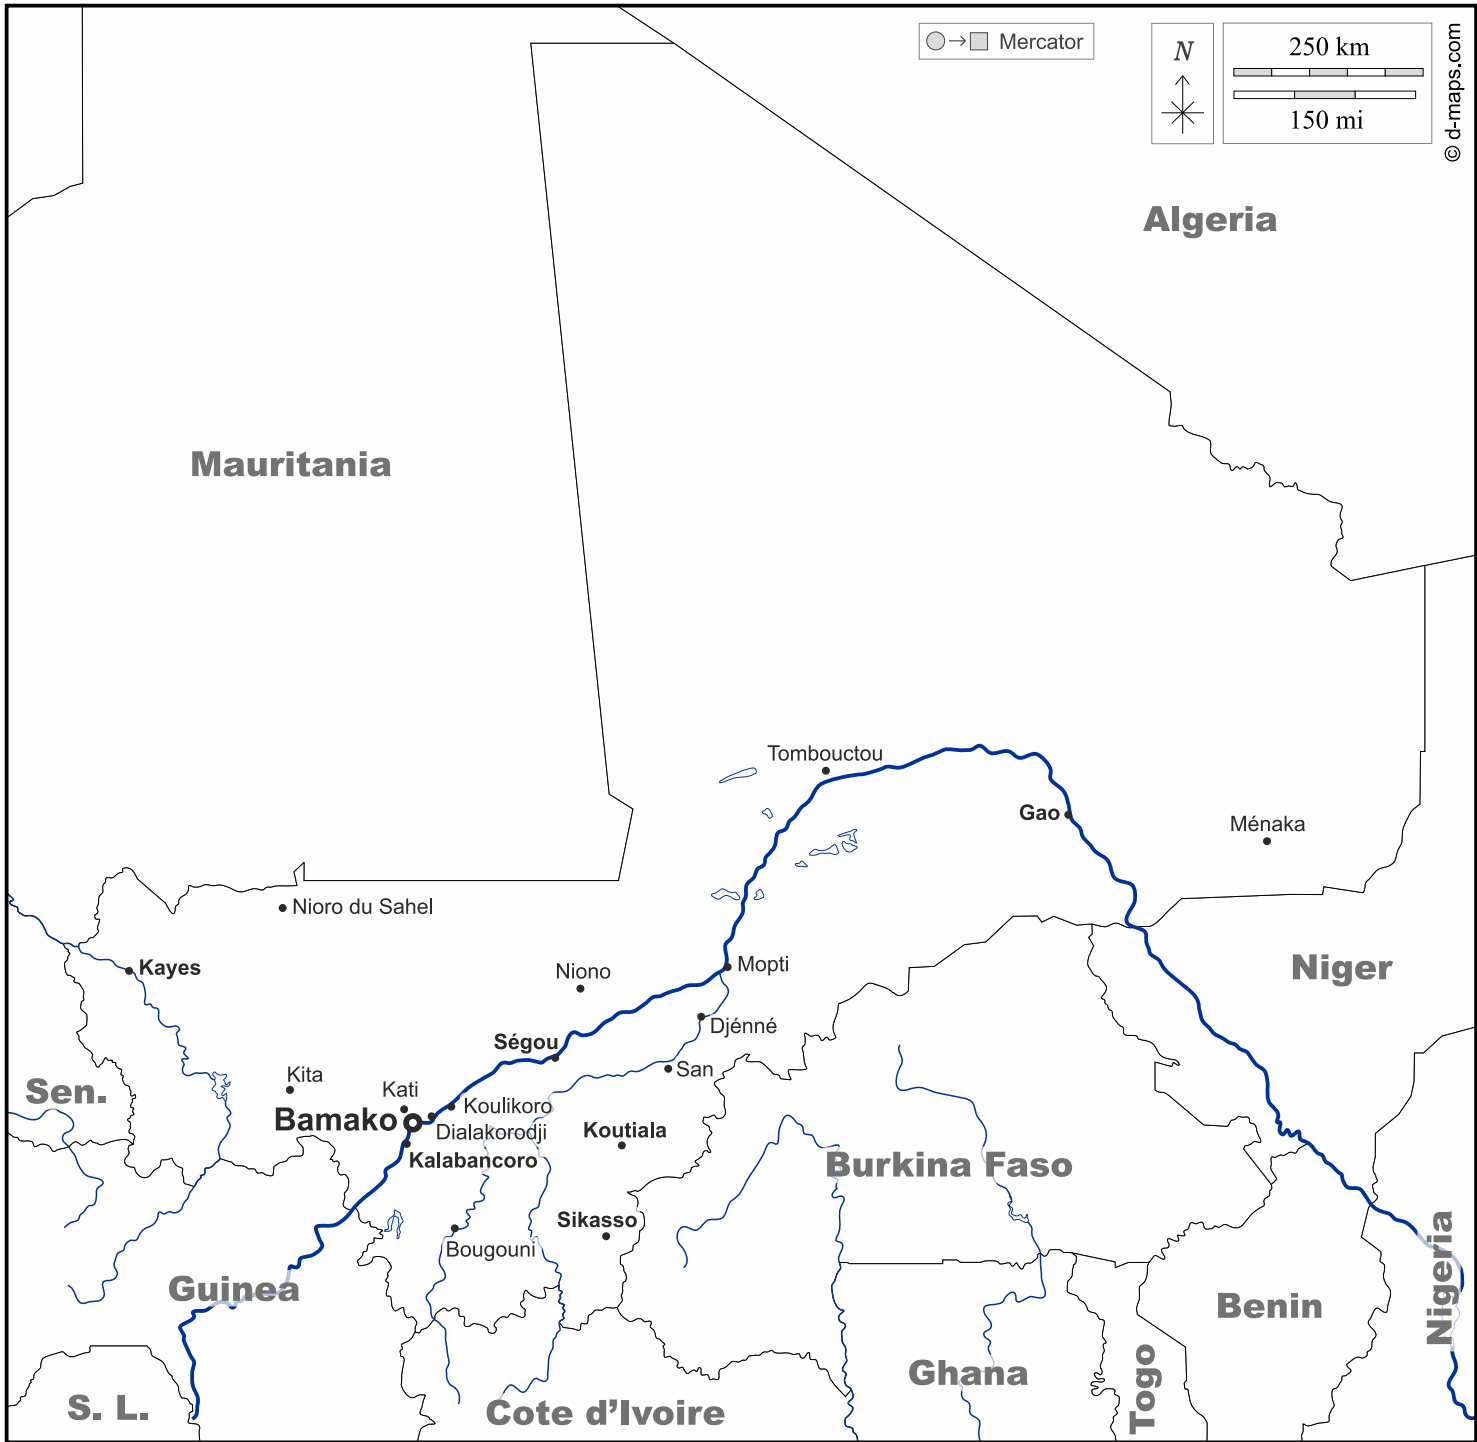 Mercator
N
250 km
150 mi
© d-maps.com
Algeria
Mauritania
Tombouctou
Gao
Ménaka
Nioro du Sahel
Kayes
Niono
Mopti
Niger
Djénné
Ségou
San
Sen.
Kita
Kati
Koulikoro
Bamako
Dialakorodji
Koutiala
Kalabancoro
Burkina Faso
Sikasso
Bougouni
Guinea
Nigeria
Benin
Ghana
Togo
S. L.
Cote d'Ivoire